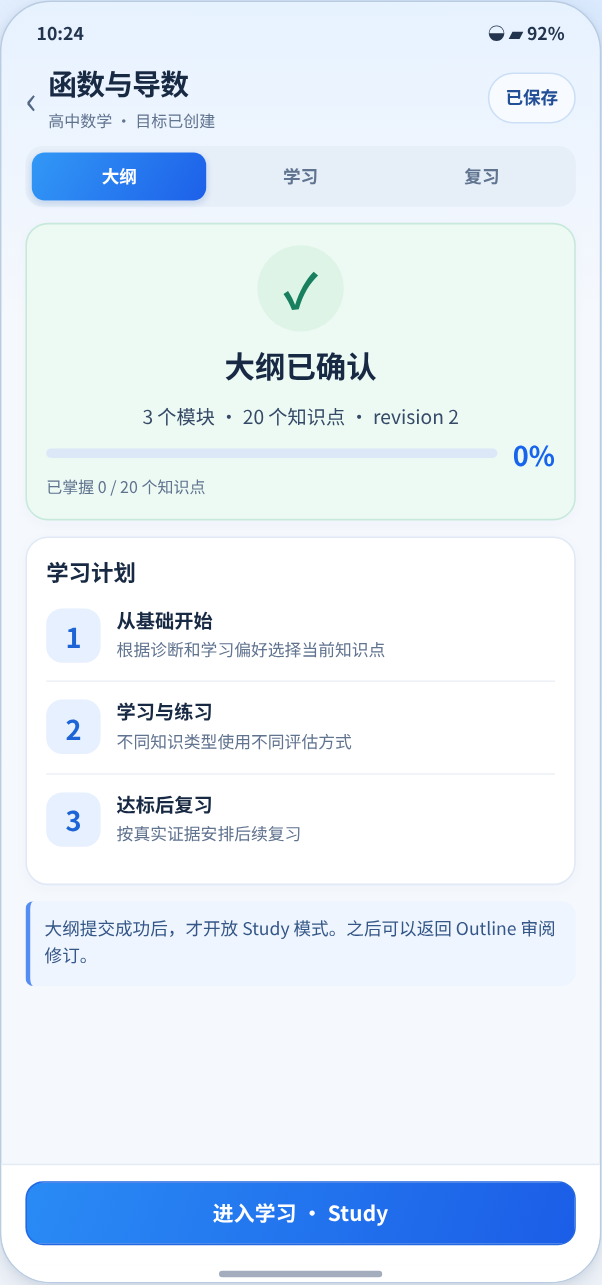 10:24
92%
函数与导数
高中数学 · 目标已创建
已保存
大纲
学习
复习
大纲已确认
3 个模块 · 20 个知识点 · revision 2
0%
已掌握 0 / 20 个知识点
学习计划
1
从基础开始
根据诊断和学习偏好选择当前知识点
2
学习与练习
不同知识类型使用不同评估方式
3
达标后复习
按真实证据安排后续复习
大纲提交成功后，才开放 Study 模式。之后可以返回 Outline 审阅
修订。
进入学习 · Study